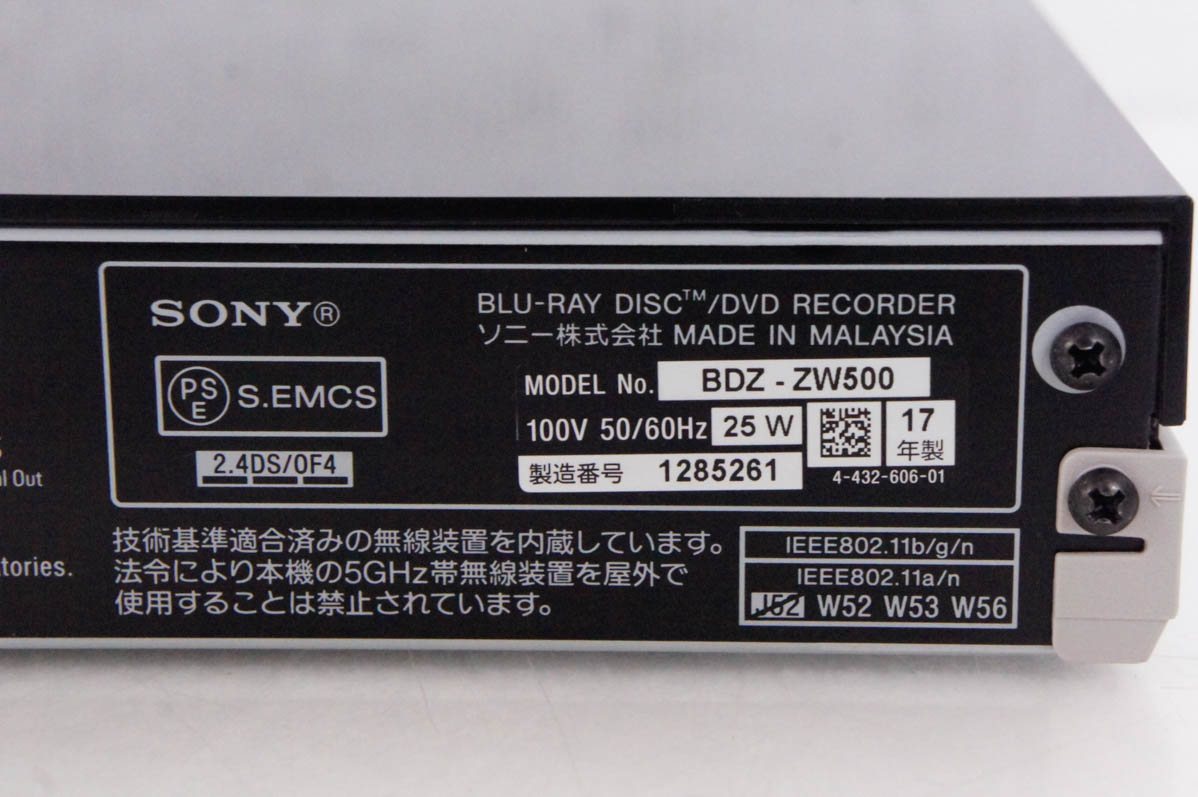 SONY®
BLU-RAY DISC™/DVD RECORDER
ソニー株式会社 MADE IN MALAYSIA
PSE S.EMCS
MODEL No. BDZ - ZW500
100V 50/60Hz 25 W
17
年製
2.4DS/OF4
製造番号 1285261
4-432-606-01
l Out
tories.
技術基準適合済みの無線装置を内蔵しています。
法令により本機の5GHz帯無線装置を屋外で
使用することは禁止されています。
IEEE802.11b/g/n
IEEE802.11a/n
J52 W52 W53 W56